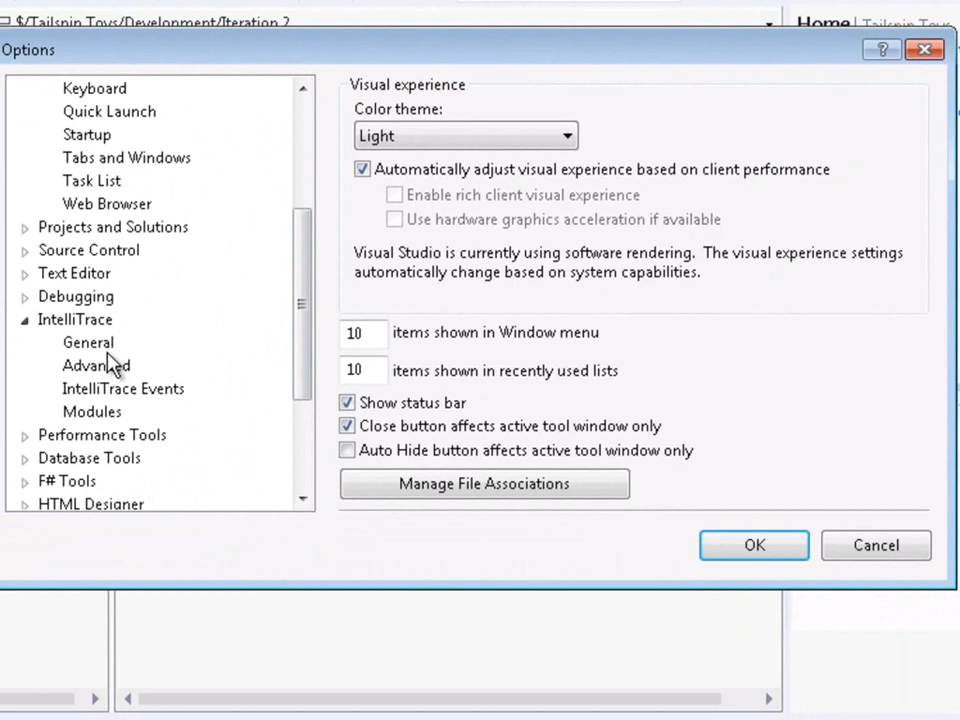 $/Tailspin Toys/Development/Iteration 2
Home | Tailspin Toys
Options
Keyboard
Quick Launch
Startup
Tabs and Windows
Task List
Web Browser
Projects and Solutions
Source Control
Text Editor
Debugging
IntelliTrace
General
Advanced
IntelliTrace Events
Modules
Performance Tools
Database Tools
F# Tools
HTML Designer
Visual experience
Color theme:
Light
Automatically adjust visual experience based on client performance
Enable rich client visual experience
Use hardware graphics acceleration if available
Visual Studio is currently using software rendering. The visual experience settings
automatically change based on system capabilities.
10 items shown in Window menu
10 items shown in recently used lists
Show status bar
Close button affects active tool window only
Auto Hide button affects active tool window only
Manage File Associations
OK
Cancel